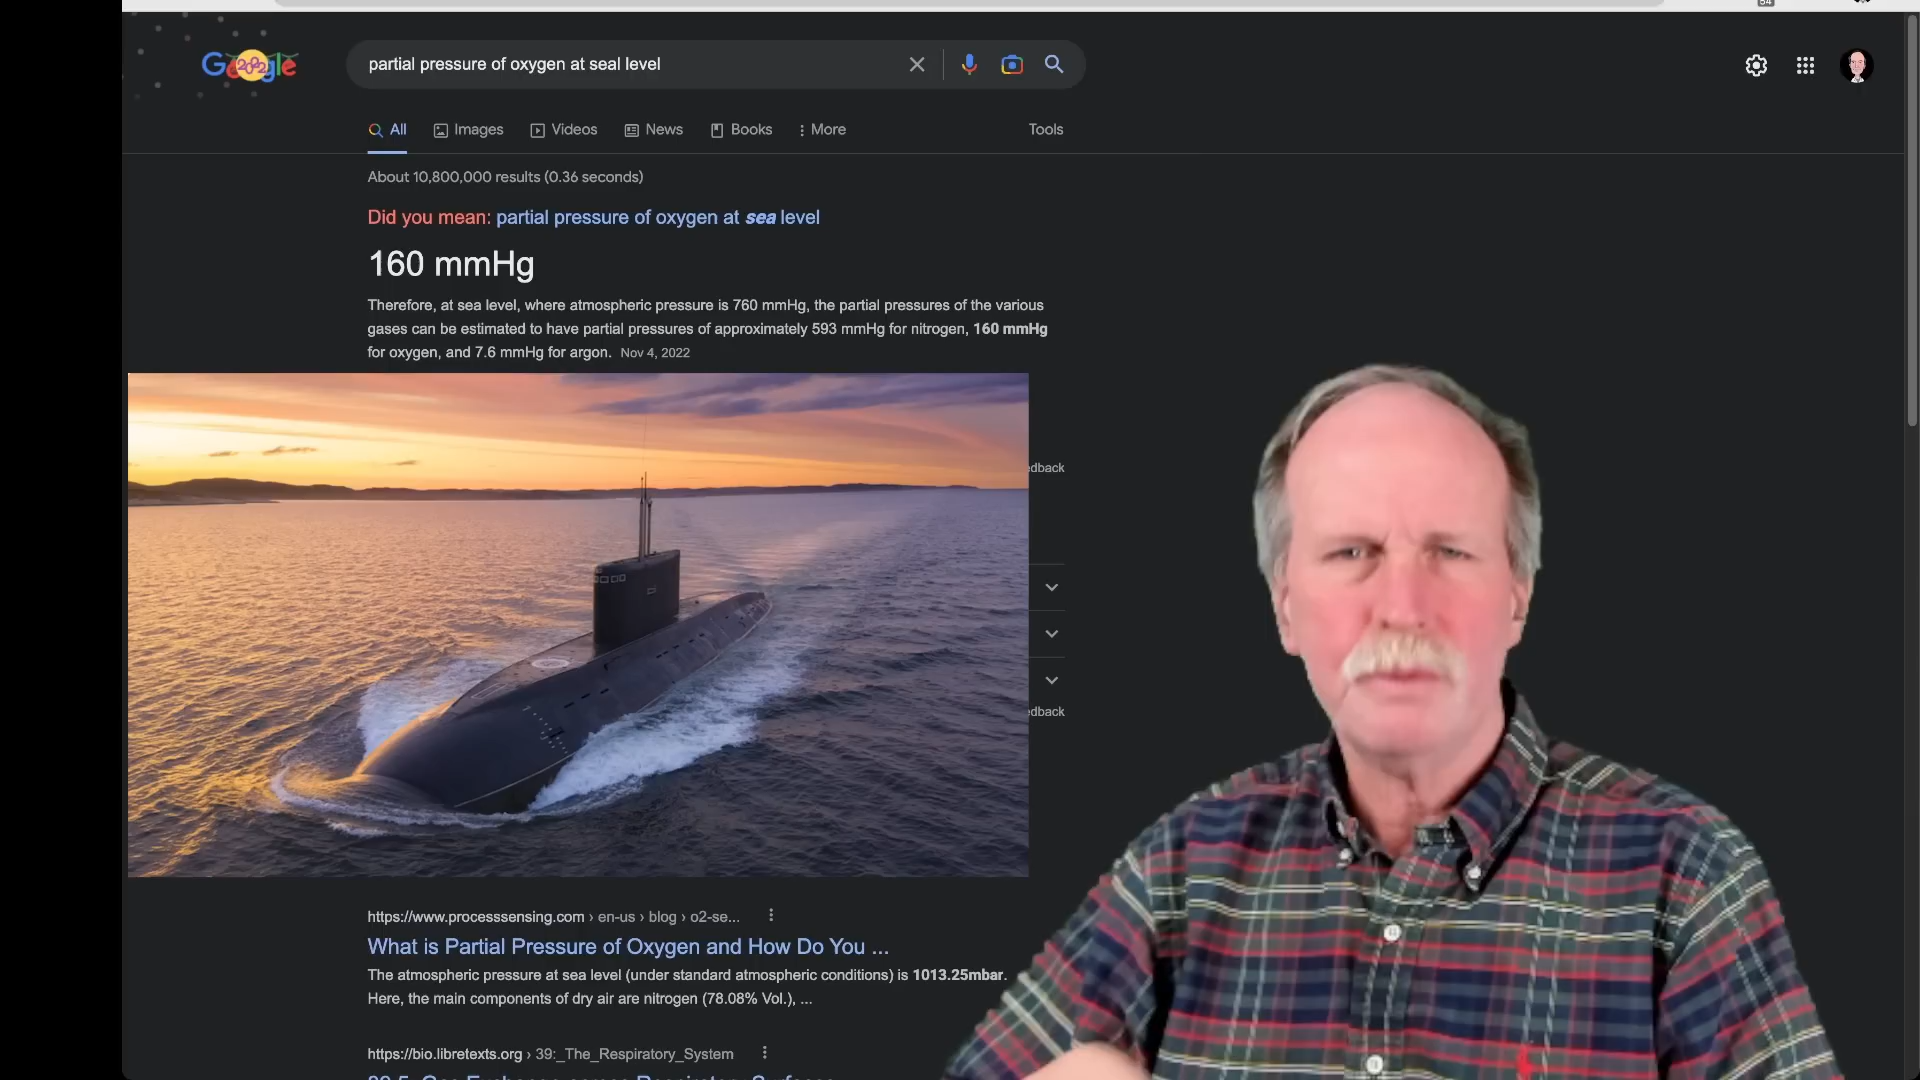 54
Google
2022
partial pressure of oxygen at seal level
All Images Videos News Books More Tools
About 10,800,000 results (0.36 seconds)
Did you mean: partial pressure of oxygen at sea level
160 mmHg
Therefore, at sea level, where atmospheric pressure is 760 mmHg, the partial pressures of the various
gases can be estimated to have partial pressures of approximately 593 mmHg for nitrogen, 160 mmHg
for oxygen, and 7.6 mmHg for argon. Nov 4, 2022
edback
edback
https://www.processsensing.com › en-us › blog › o2-se...
What is Partial Pressure of Oxygen and How Do You ...
The atmospheric pressure at sea level (under standard atmospheric conditions) is 1013.25mbar.
Here, the main components of dry air are nitrogen (78.08% Vol.), ...
https://bio.libretexts.org › 39:_The_Respiratory_System